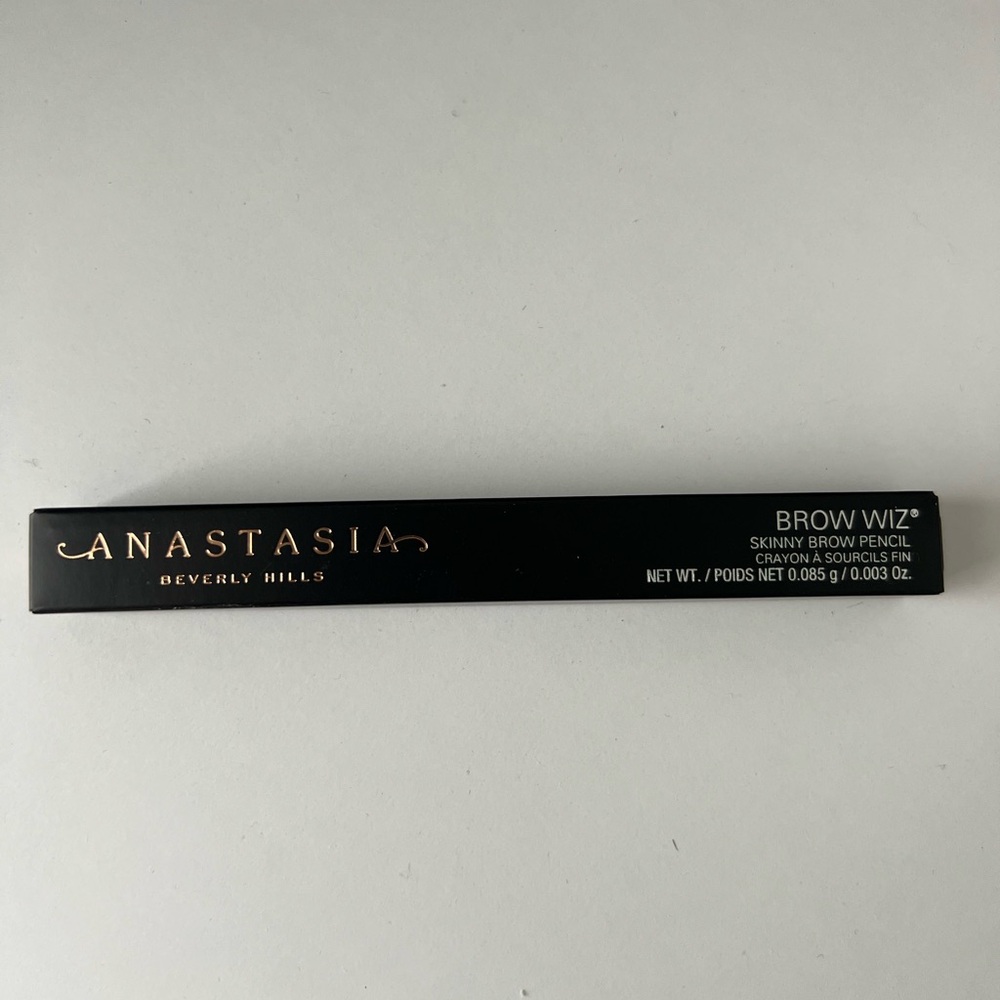 ANASTASIA
BEVERLY HILLS
BROW WIZ®
SKINNY BROW PENCIL
CRAYON À SOURCILS FIN
NET WT. / POIDS NET 0.085 g / 0.003 Oz.